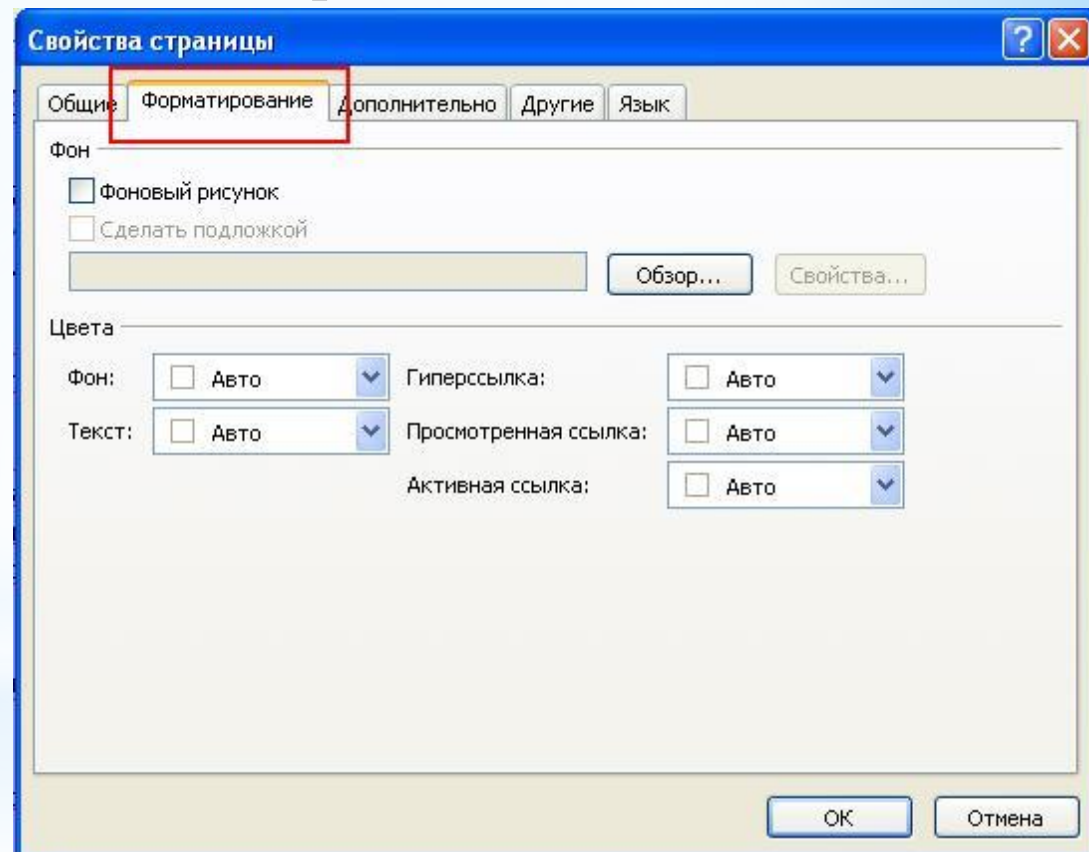 Свойства страницы
Общие Форматирование Дополнительно Другие Язык
Фон
Фоновый рисунок
Сделать подложкой
Обзор... Свойства...
Цвета
Фон: Авто Гиперссылка: Авто
Текст: Авто Просмотренная ссылка: Авто
Активная ссылка: Авто
ОК Отмена